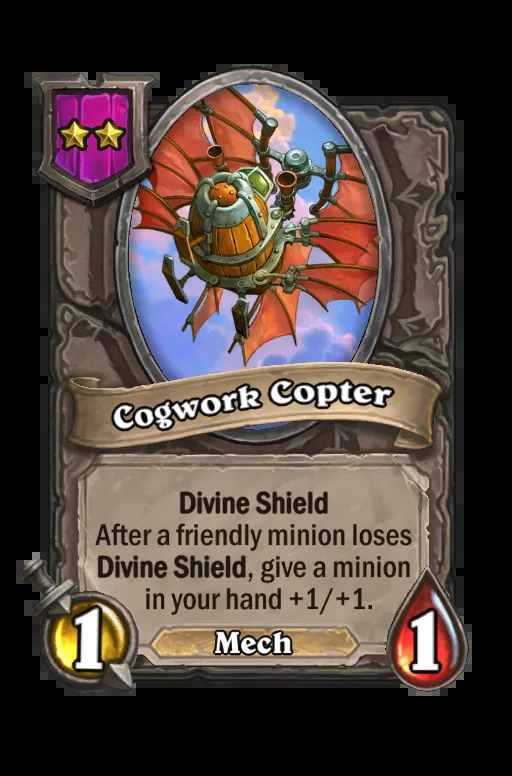 Cogwork Copter
Divine Shield
After a friendly minion loses
Divine Shield, give a minion
in your hand +1/+1.
1
Mech
1